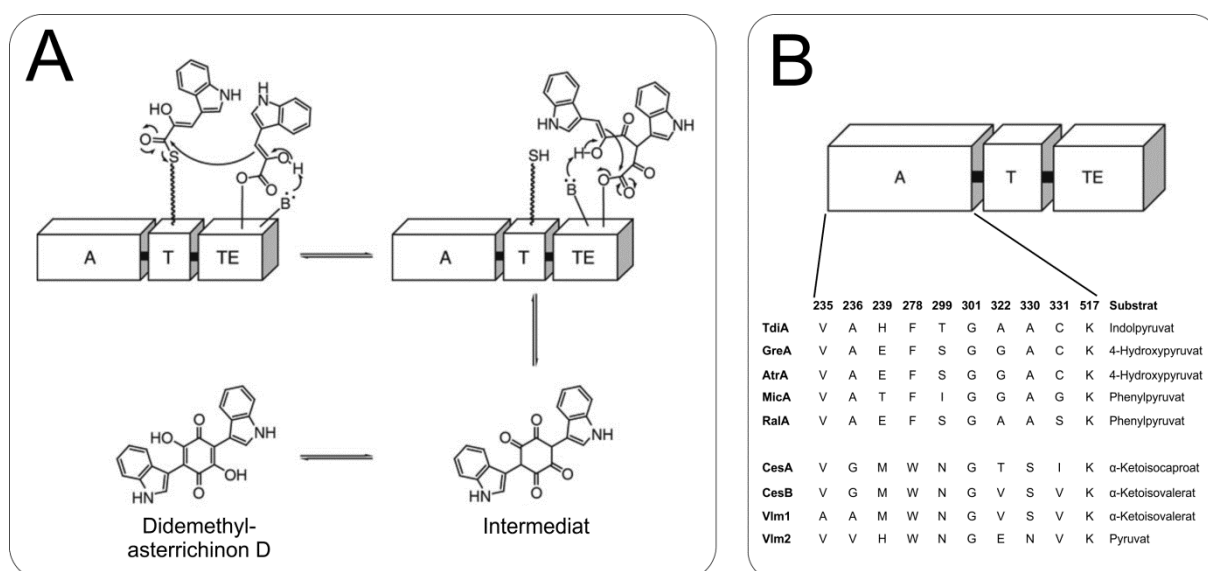 A
NH
HO
O
S
H
N
O
H
O
O
B:
A
T
TE
HN
O
NH
H
O
O
SH
B
O
O
A
T
TE
O
HO
NH
OH
O
N
H
Didemethyl-
asterrichinon D
O
O
NH
O
O
N
H
Intermediat
B
A
T
TE
235 236 239 278 299 301 322 330 331 517 Substrat
TdiA V A H F T G A A C K Indolpyruvat
GreA V A E F S G G A C K 4-Hydroxypyruvat
AtrA V A E F S G G A C K 4-Hydroxypyruvat
MicA V A T F I G G A G K Phenylpyruvat
RalA V A E F S G A A S K Phenylpyruvat
CesA V G M W N G T S I K α-Ketoisocaproat
CesB V G M W N G V S V K α-Ketoisovalerat
Vlm1 A A M W N G V S V K α-Ketoisovalerat
Vlm2 V V H W N G E N V K Pyruvat